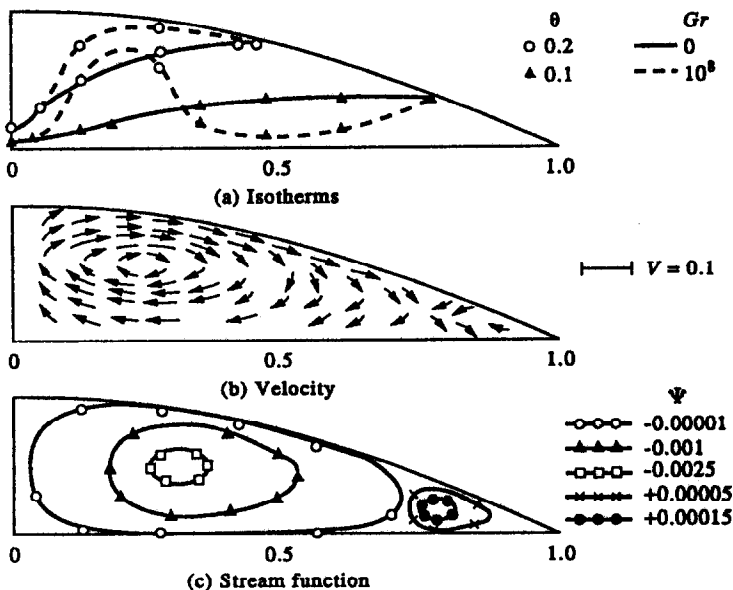 θ Gr
0.2 0
0.1 10⁸
0 0.5 1.0
(a) Isotherms
V = 0.1
0 0.5 1.0
(b) Velocity
Ψ
-0.00001
-0.001
-0.0025
+0.00005
+0.00015
0 0.5 1.0
(c) Stream function